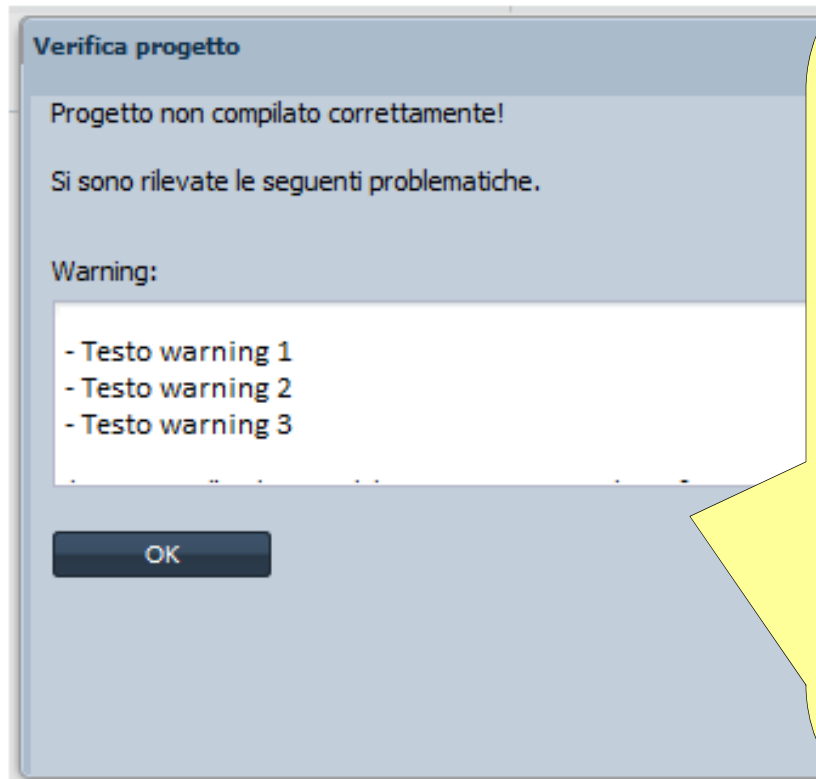 Verifica progetto
Progetto non compilato correttamente!
Si sono rilevate le seguenti problematiche.
Warning:
- Testo warning 1
- Testo warning 2
- Testo warning 3
OK